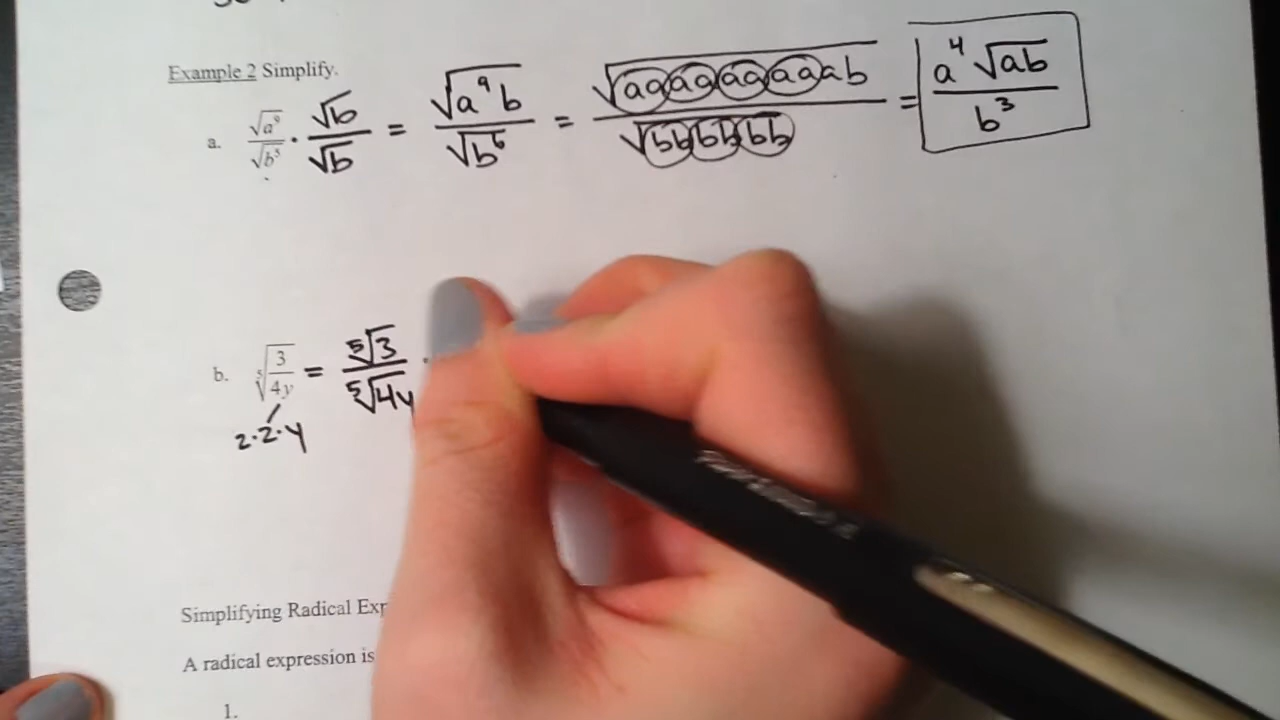 Example 2 Simplify.
a. √a⁹/√b⁵ · √b/√b = √a⁹b/√b⁶ = √aaaaaaaaab/√bbbbbb = a⁴√ab/b³
b. ⁵√3/4y = ⁵√3/⁵√4y ·
2·2·y
Simplifying Radical Exp
A radical expression is
1.